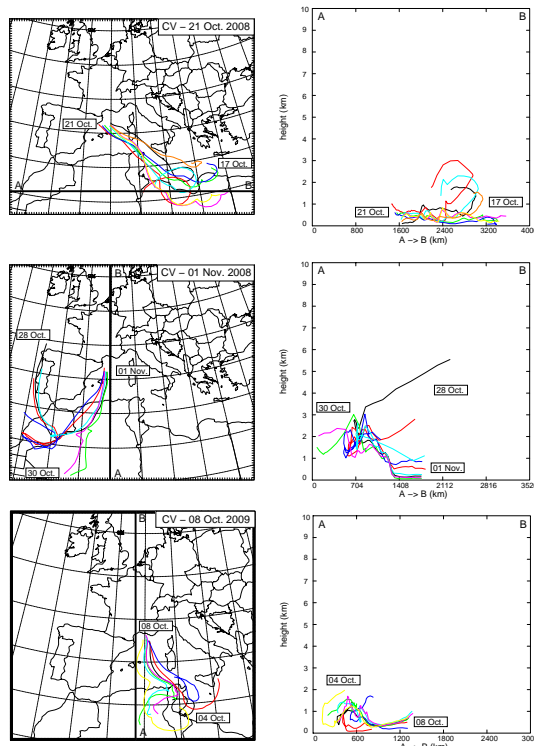 CV − 21 Oct. 2008
21 Oct.
17 Oct.
A
B
A
B
10
9
8
7
6
5
4
3
2
1
0
height (km)
21 Oct.
17 Oct.
0 800 1600 2400 3200 400
A −> B (km)
CV − 01 Nov. 2008
B
28 Oct.
01 Nov.
30 Oct.
A
A
B
10
9
8
7
6
5
4
3
2
1
0
height (km)
30 Oct.
28 Oct.
01 Nov.
0 704 1408 2112 2816 352
A −> B (km)
CV − 08 Oct. 2009
B
08 Oct.
04 Oct.
A
A
B
10
9
8
7
6
5
4
3
2
1
0
height (km)
04 Oct.
08 Oct.
0 600 1200 1800 2400 300
A −> B (km)